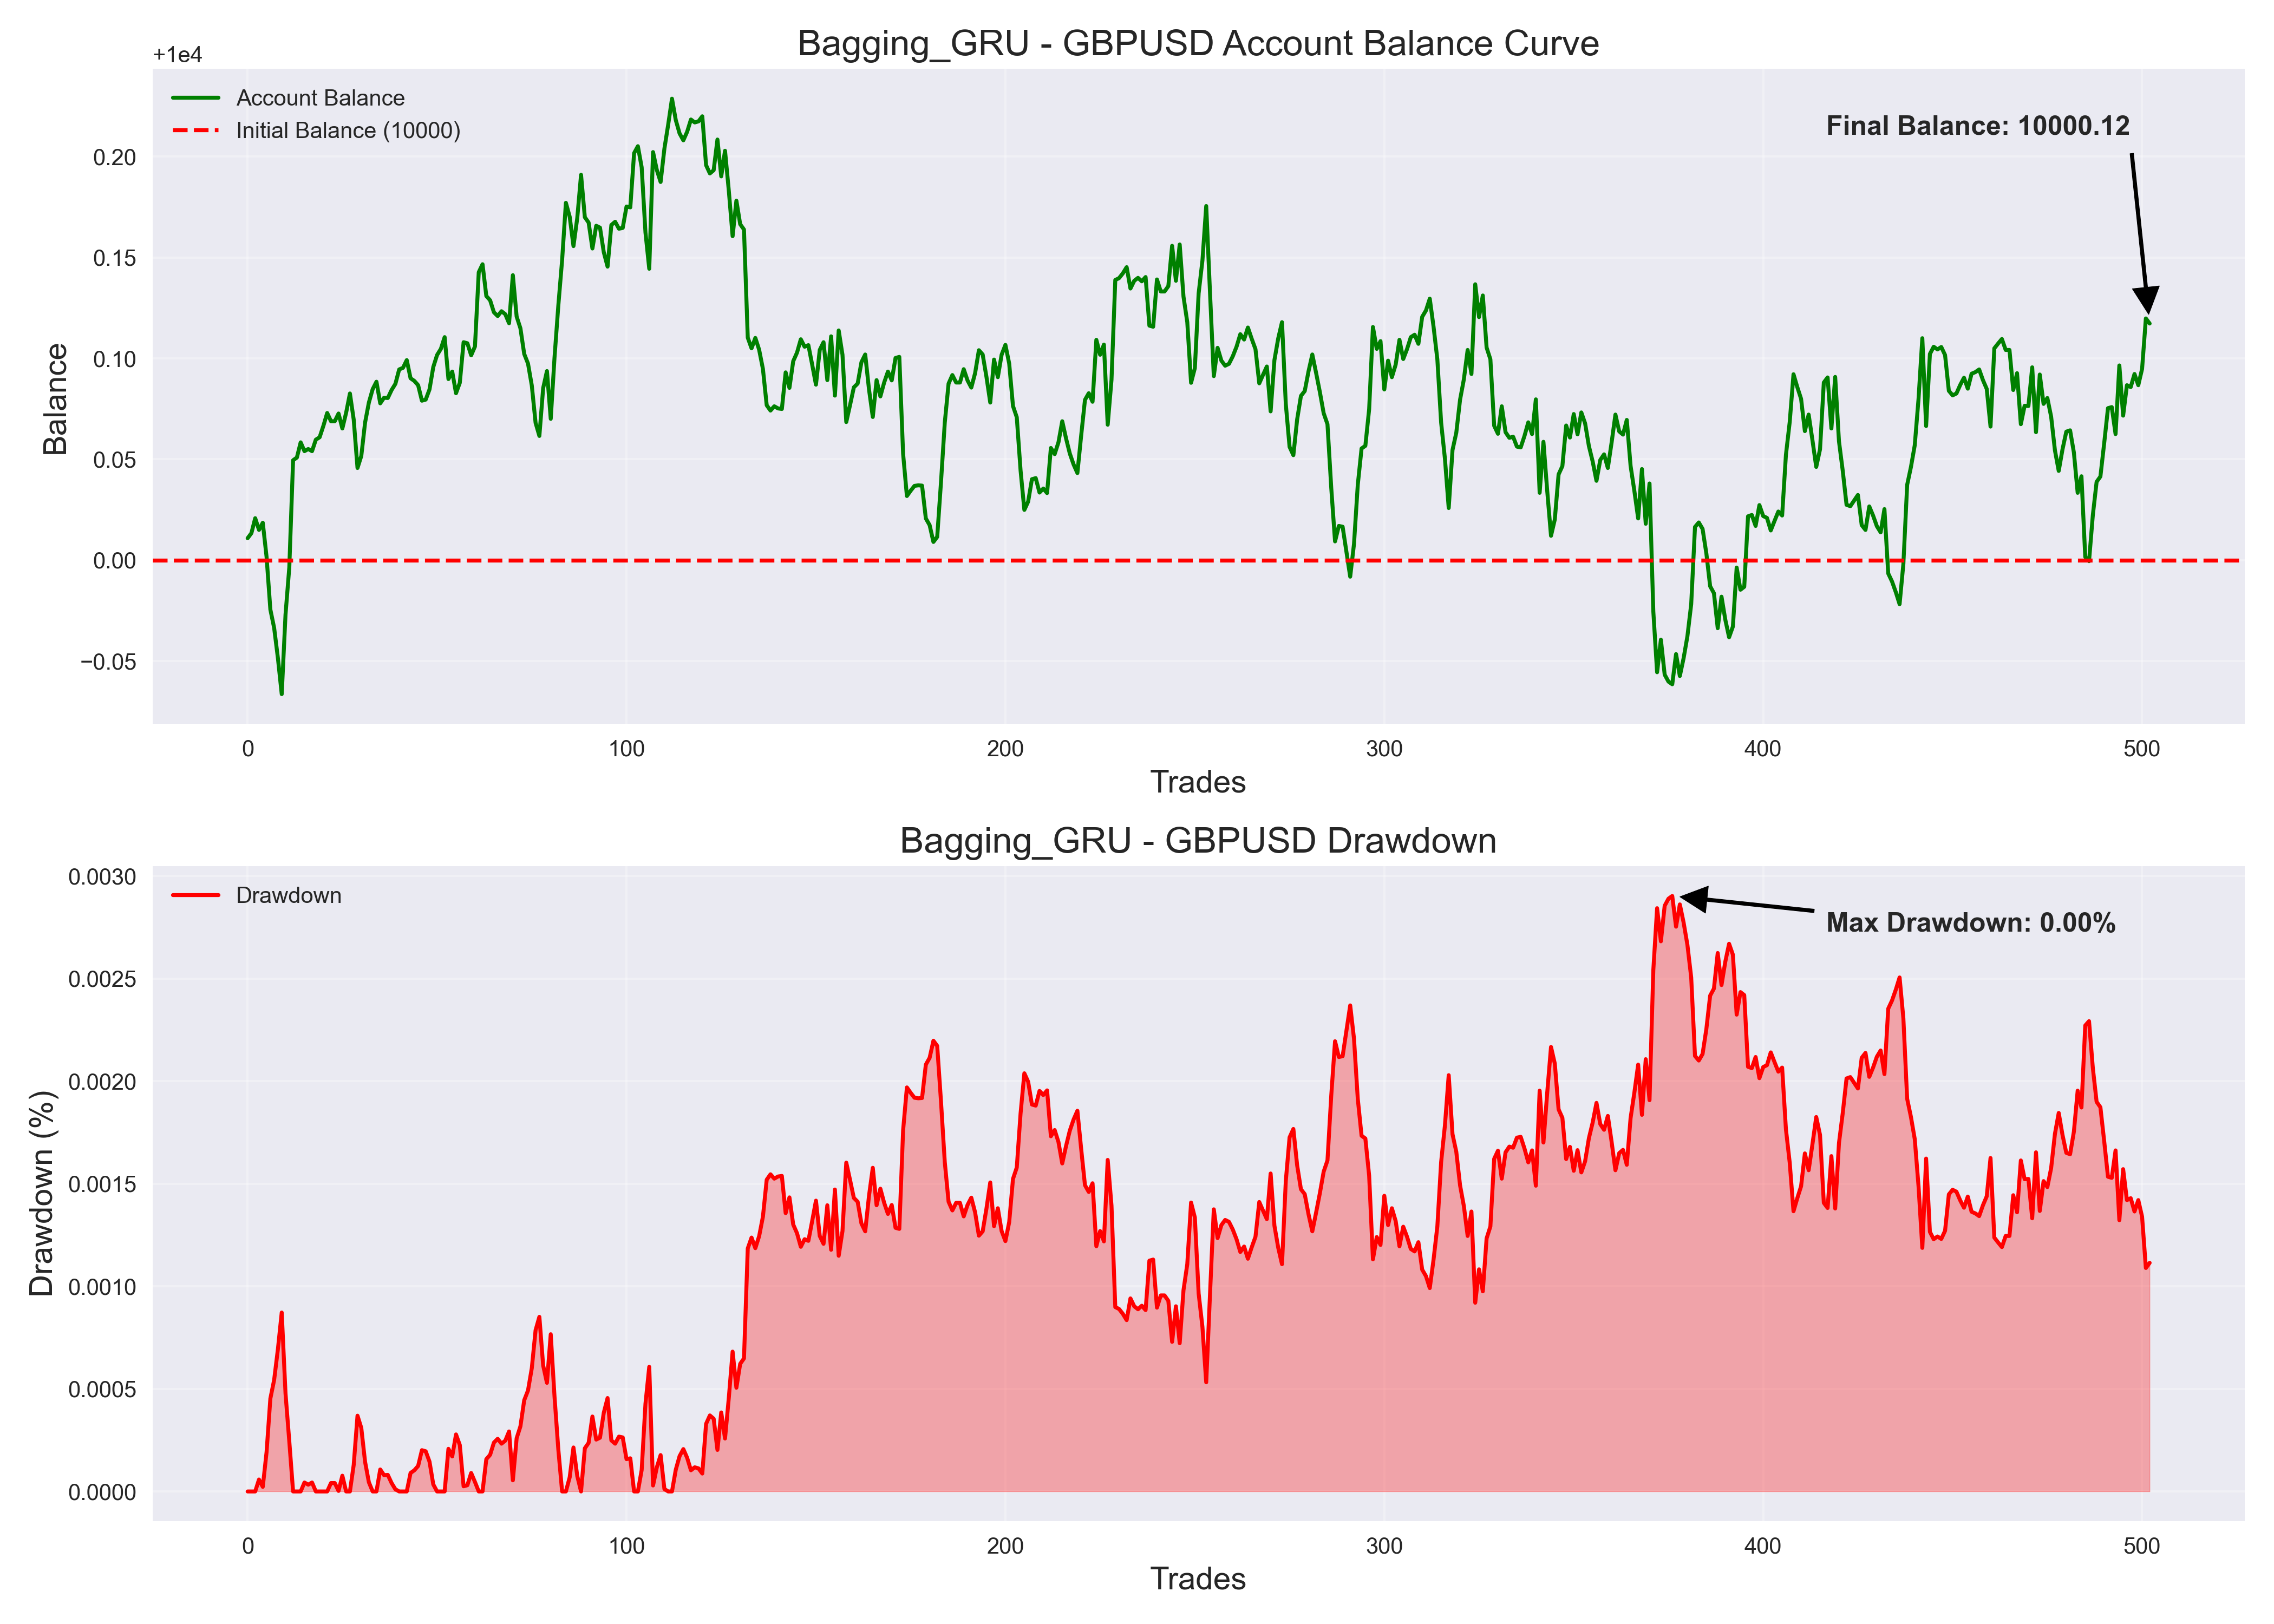 Bagging_GRU - GBPUSD Account Balance Curve
+1e4
Account Balance
Initial Balance (10000)
Final Balance: 10000.12
0.20
0.15
0.10
0.05
0.00
−0.05
Balance
0 100 200 300 400 500
Trades
Bagging_GRU - GBPUSD Drawdown
Drawdown
Max Drawdown: 0.00%
0.0030
0.0025
0.0020
0.0015
0.0010
0.0005
0.0000
Drawdown (%)
0 100 200 300 400 500
Trades